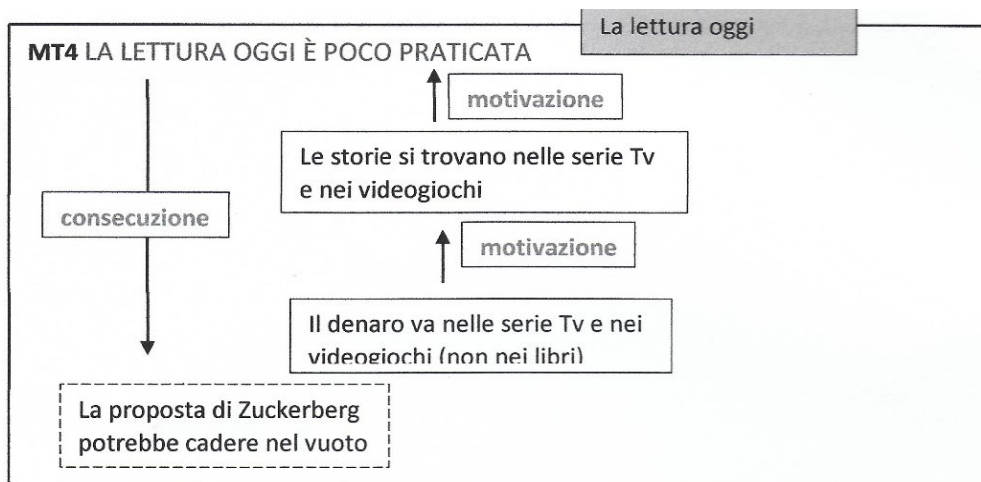 La lettura oggi
MT4 LA LETTURA OGGI È POCO PRATICATA
motivazione
Le storie si trovano nelle serie Tv
e nei videogiochi
consecuzione
motivazione
Il denaro va nelle serie Tv e nei
videogiochi (non nei libri)
La proposta di Zuckerberg
potrebbe cadere nel vuoto